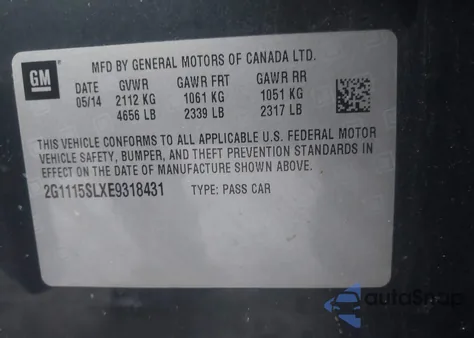 GM
MFD BY GENERAL MOTORS OF CANADA LTD.
DATE GVWR GAWR FRT GAWR RR
05/14 2112 KG 1061 KG 1051 KG
4656 LB 2339 LB 2317 LB
THIS VEHICLE CONFORMS TO ALL APPLICABLE U.S. FEDERAL MOTOR
VEHICLE SAFETY, BUMPER, AND THEFT PREVENTION STANDARDS IN
EFFECT ON THE DATE OF MANUFACTURE SHOWN ABOVE.
2G1115SLXE9318431 TYPE: PASS CAR
autoSnap